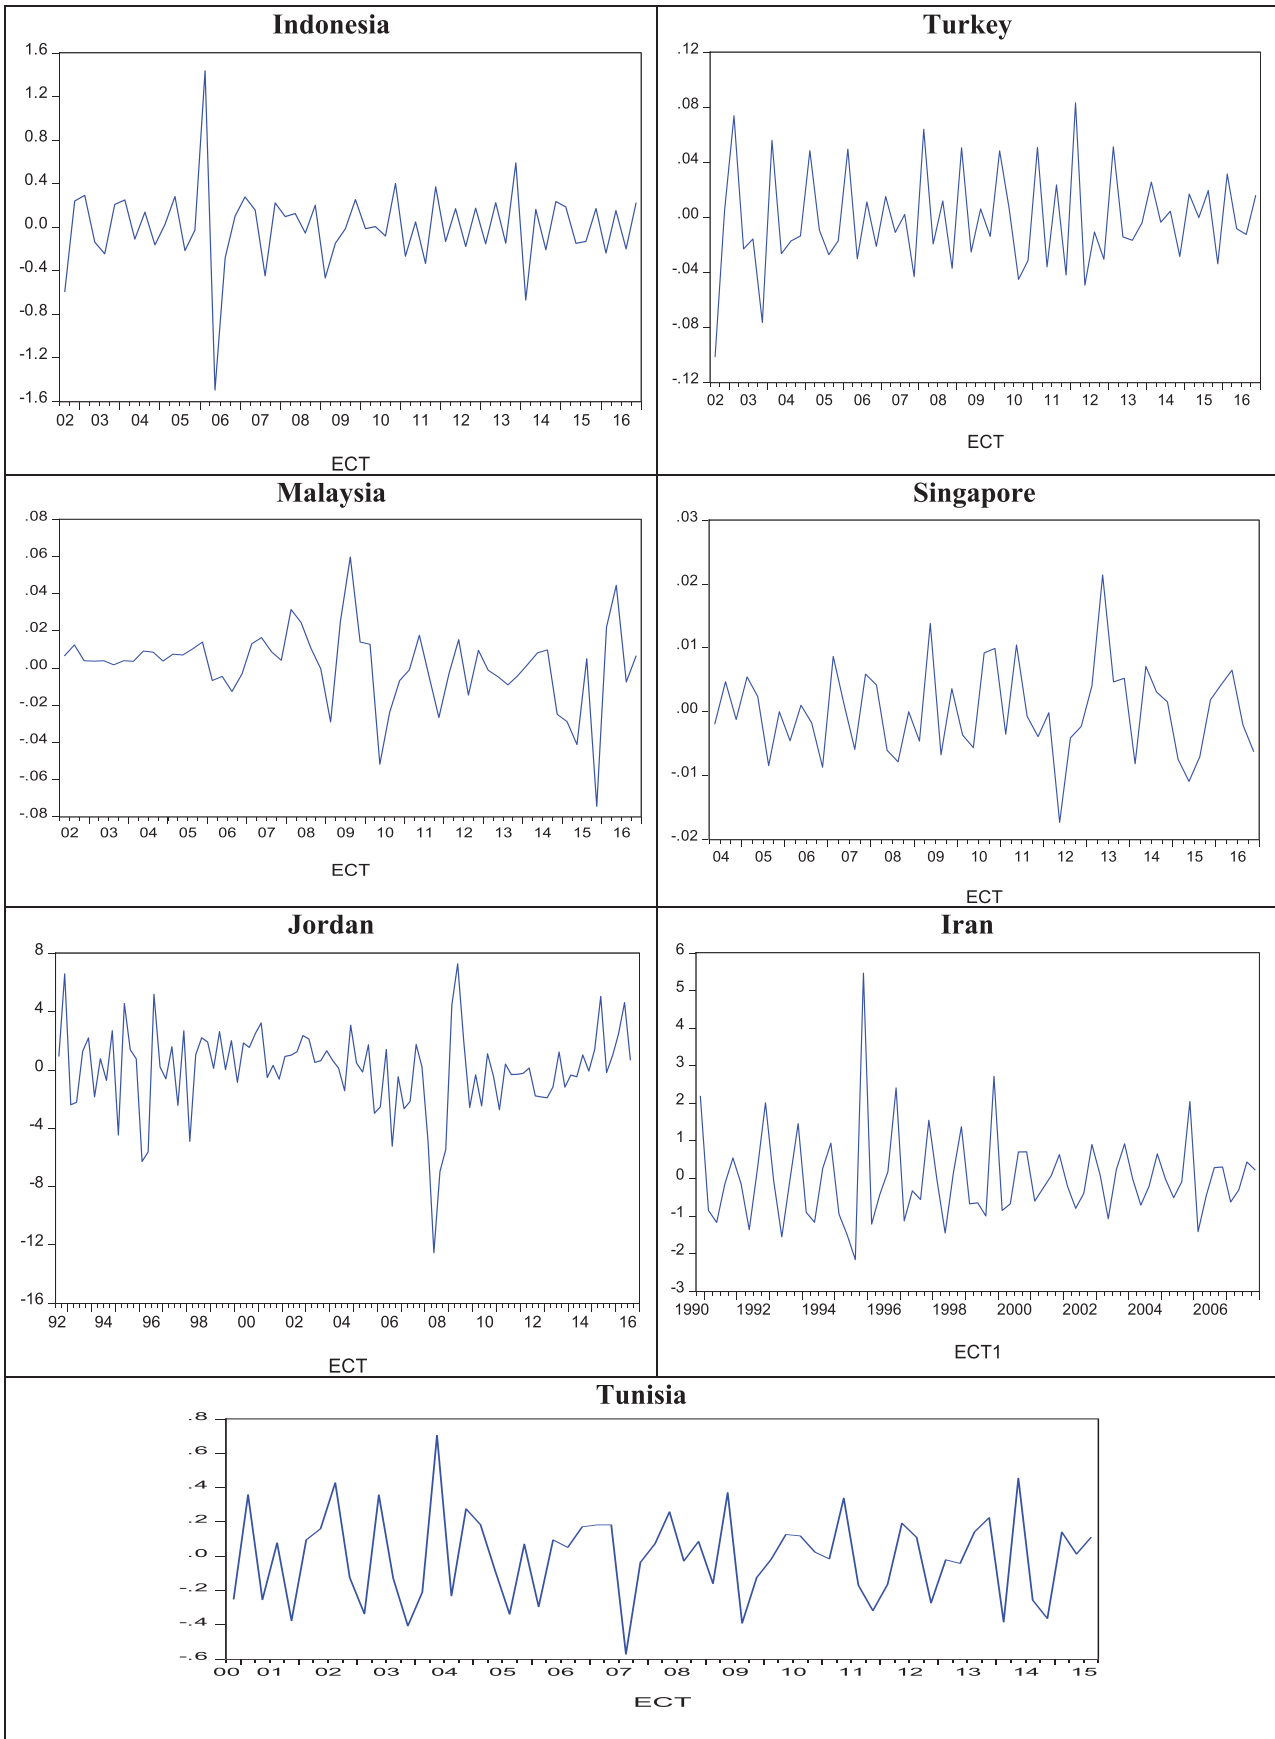 Indonesia
1.6
1.2
0.8
0.4
0.0
-0.4
-0.8
-1.2
-1.6
02 03 04 05 06 07 08 09 10 11 12 13 14 15 16
ECT
Turkey
.12
.08
.04
.00
-.04
-.08
-.12
02 03 04 05 06 07 08 09 10 11 12 13 14 15 16
ECT
Malaysia
.08
.06
.04
.02
.00
-.02
-.04
-.06
-.08
02 03 04 05 06 07 08 09 10 11 12 13 14 15 16
ECT
Singapore
.03
.02
.01
.00
-.01
-.02
04 05 06 07 08 09 10 11 12 13 14 15 16
ECT
Jordan
8
4
0
-4
-8
-12
-16
92 94 96 98 00 02 04 06 08 10 12 14 16
ECT
Iran
6
5
4
3
2
1
0
-1
-2
-3
1990 1992 1994 1996 1998 2000 2002 2004 2006
ECT1
Tunisia
.8
.6
.4
.2
.0
-.2
-.4
-.6
00 01 02 03 04 05 06 07 08 09 10 11 12 13 14 15
ECT